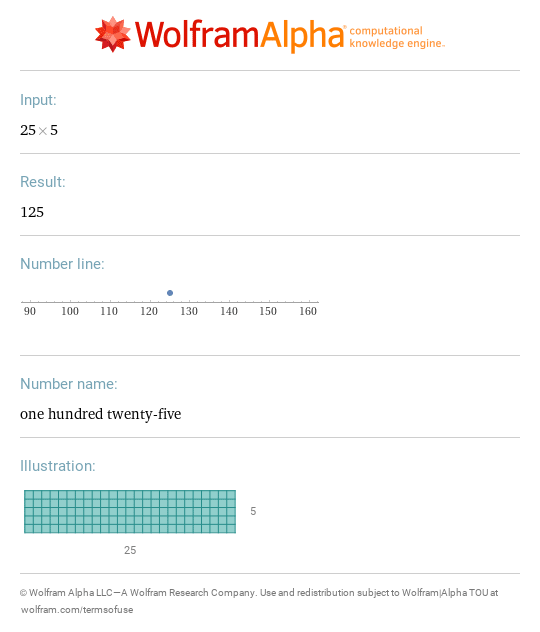 WolframAlpha® computational
knowledge engine™
Input:
25 × 5
Result:
125
Number line:
90 100 110 120 130 140 150 160
Number name:
one hundred twenty-five
Illustration:
5
25
© Wolfram Alpha LLC—A Wolfram Research Company. Use and redistribution subject to Wolfram|Alpha TOU at
wolfram.com/termsofuse